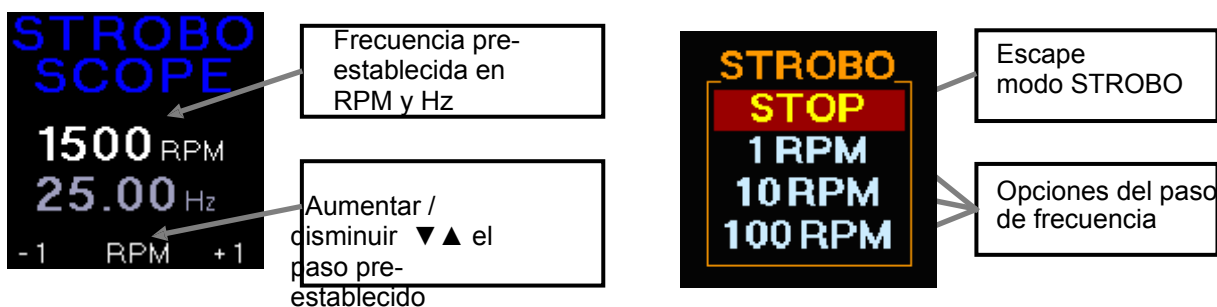 STROBO
SCOPE
1500 RPM
25.00 Hz
-1 RPM +1
Frecuencia pre-
establecida en
RPM y Hz
Aumentar /
disminuir ▼▲ el
paso pre-
establecido
STROBO
STOP
1 RPM
10 RPM
100 RPM
Escape
modo STROBO
Opciones del paso
de frecuencia